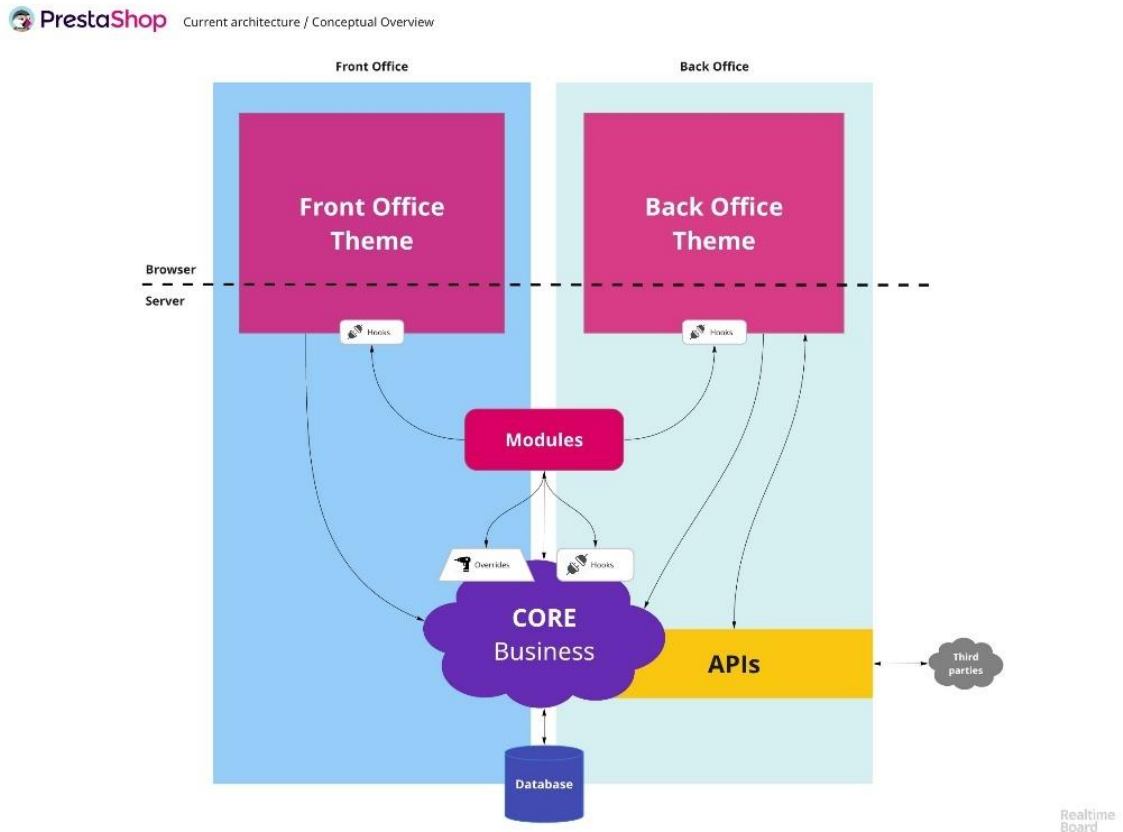 PrestaShop Current architecture / Conceptual Overview
Front Office
Back Office
Front Office
Theme
Back Office
Theme
Browser
Server
Hooks
Hooks
Modules
Overrides
Hooks
CORE
Business
APIs
Third
parties
Database
Realtime
Board